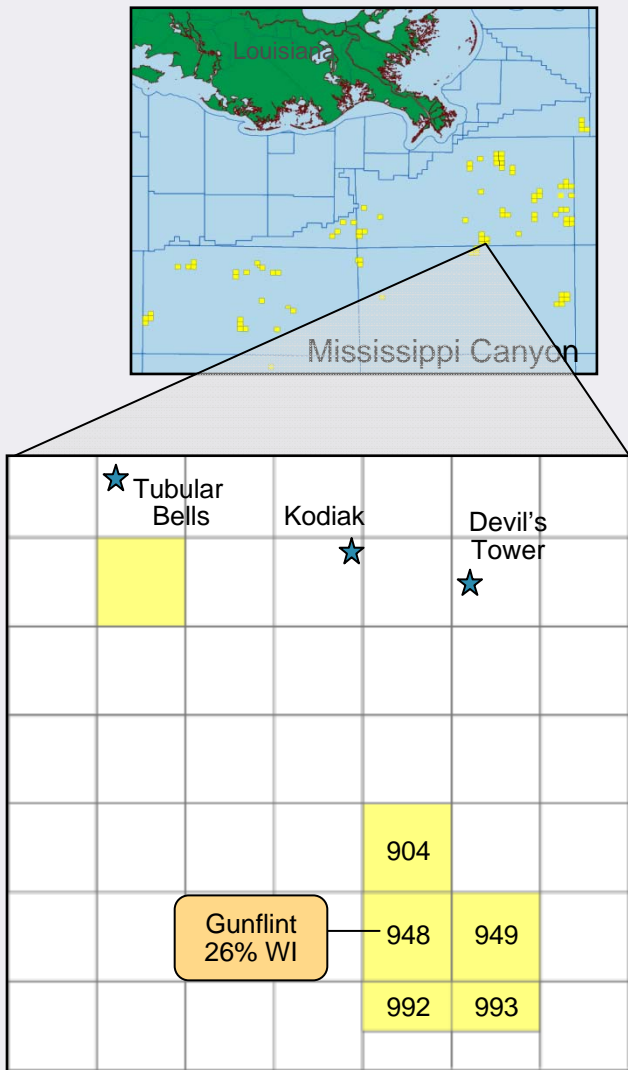 Louisiana
Mississippi Canyon
Tubular
Bells
Kodiak
Devil's
Tower
904
Gunflint
26% WI
948
949
992
993